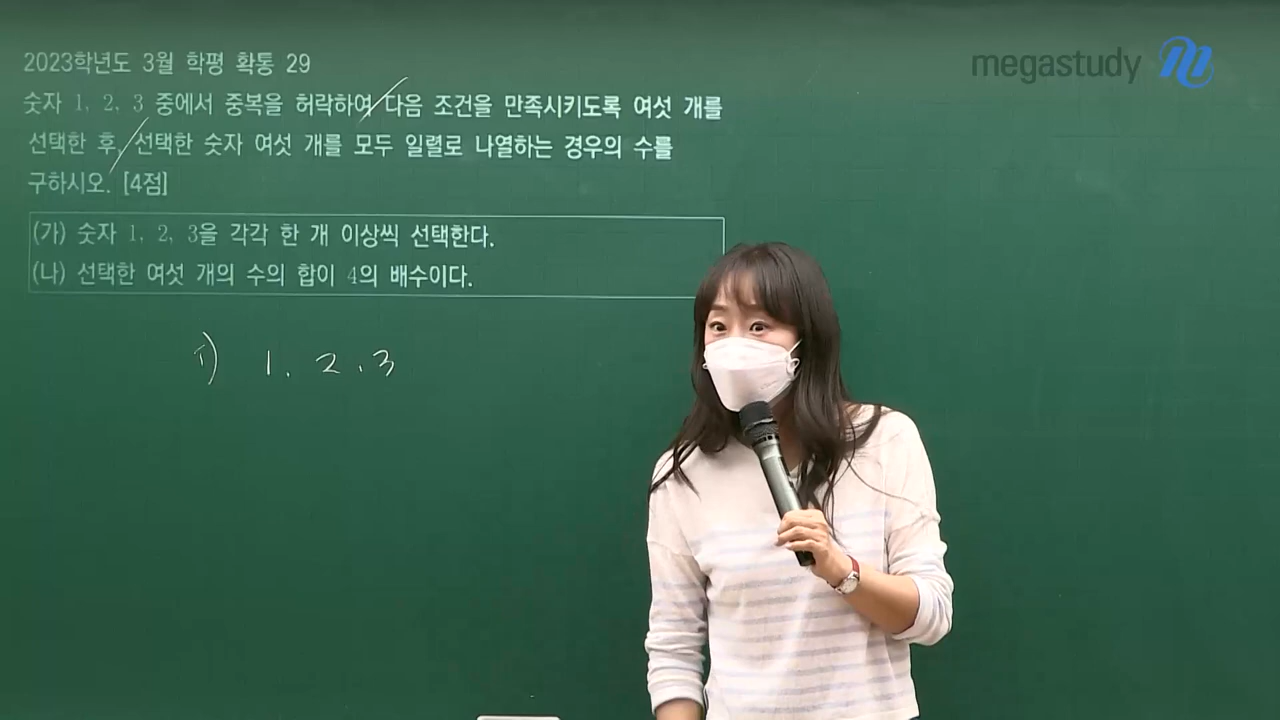 2023학년도 3월 학평 확통 29
megastudy
숫자 1, 2, 3 중에서 중복을 허락하여 다음 조건을 만족시키도록 여섯 개를
선택한 후, 선택한 숫자 여섯 개를 모두 일렬로 나열하는 경우의 수를
구하시오. [4점]
(가) 숫자 1, 2, 3을 각각 한 개 이상씩 선택한다.
(나) 선택한 여섯 개의 수의 합이 4의 배수이다.
i) 1. 2. 3